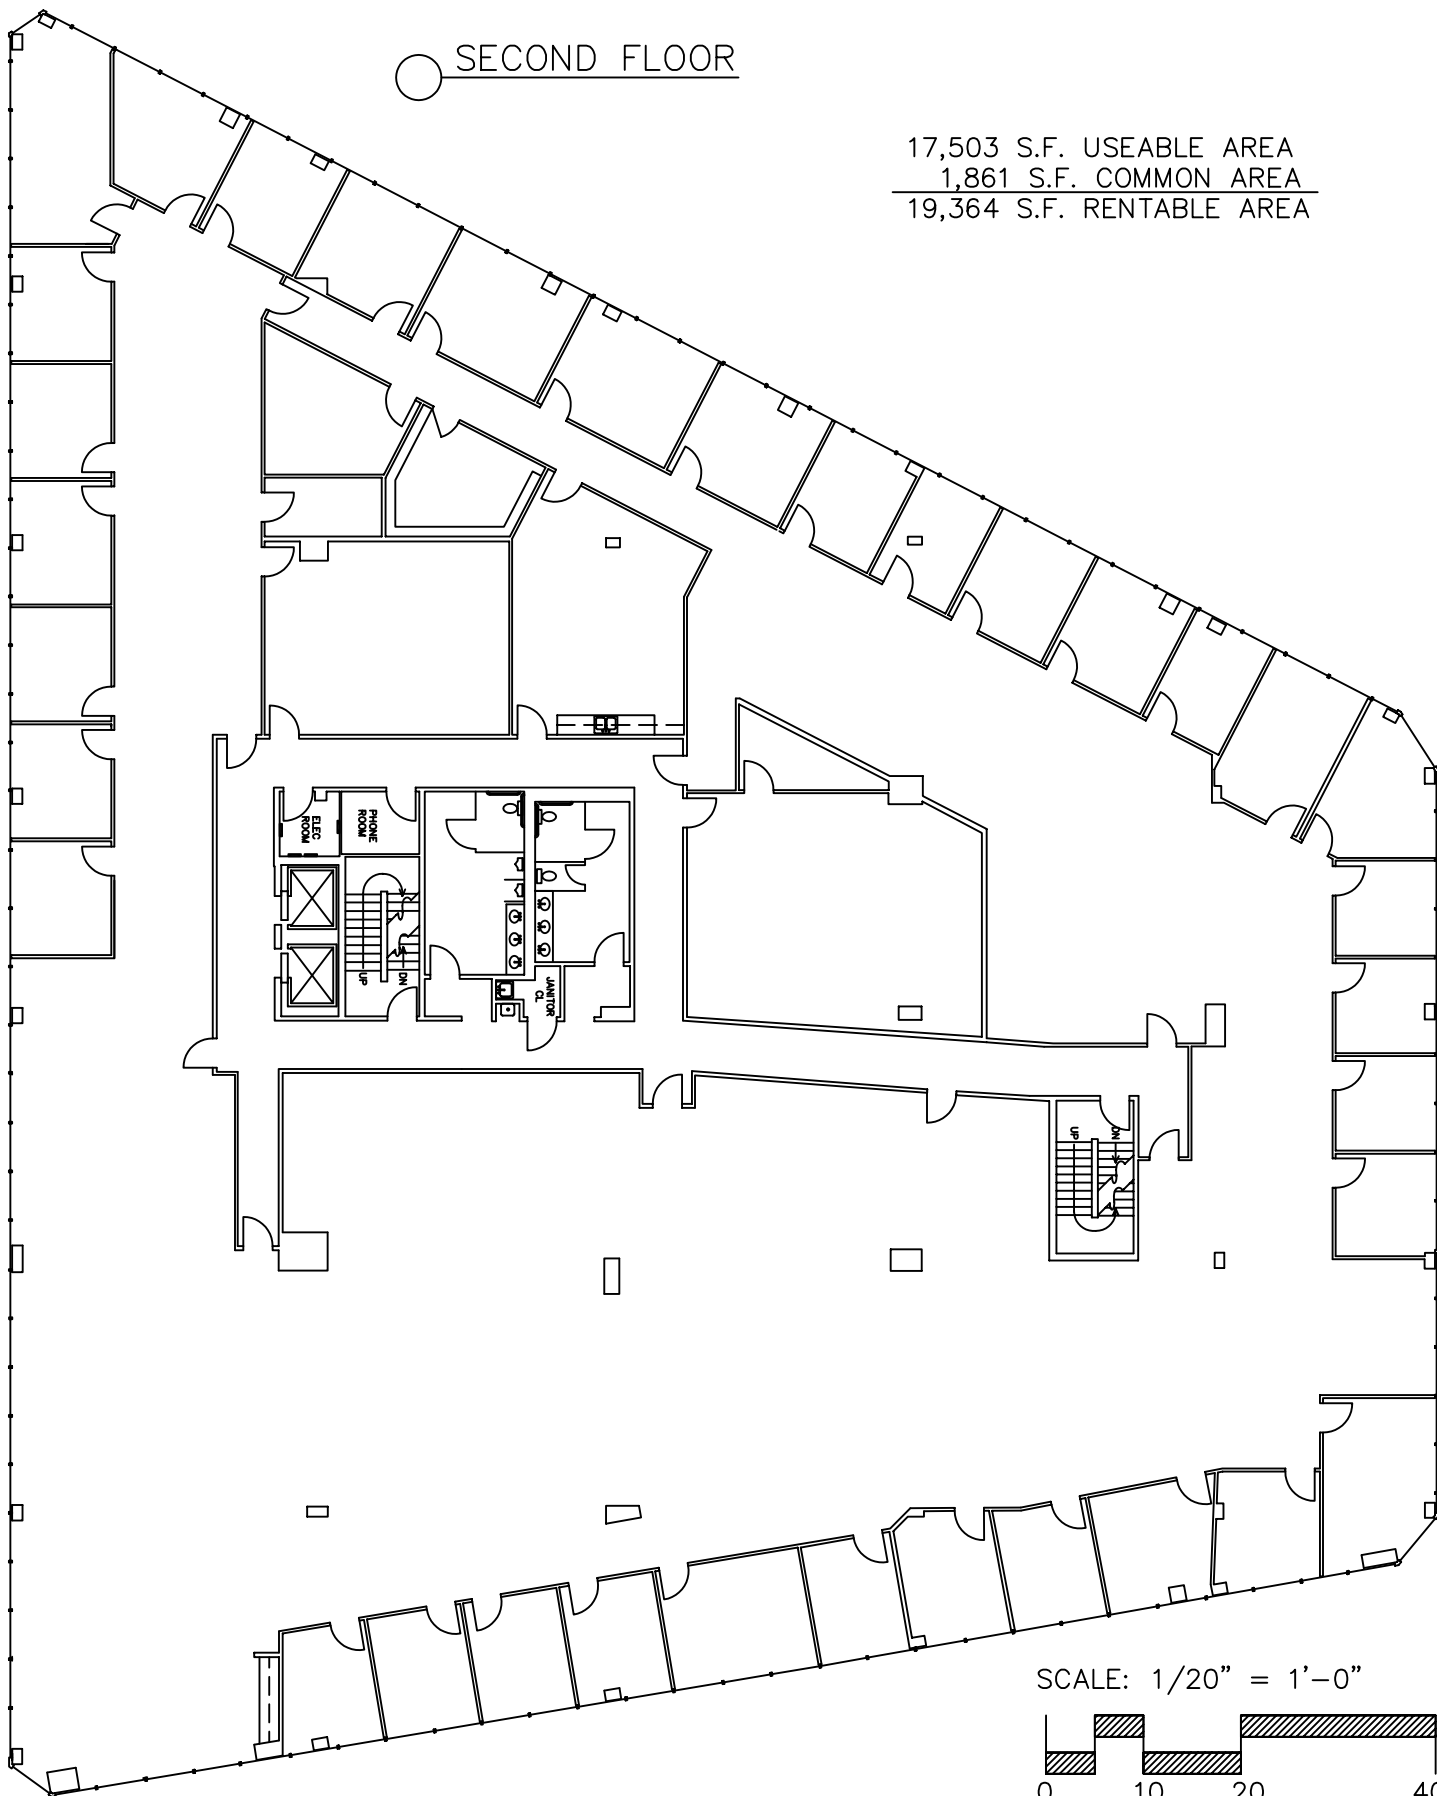 SECOND FLOOR
17,503 S.F. USEABLE AREA
1,861 S.F. COMMON AREA
19,364 S.F. RENTABLE AREA
ELEC
ROOM
PHONE
ROOM
UP
DN
JANITOR
CL
UP
DN
SCALE: 1/20" = 1'-0"
0 10 20 40